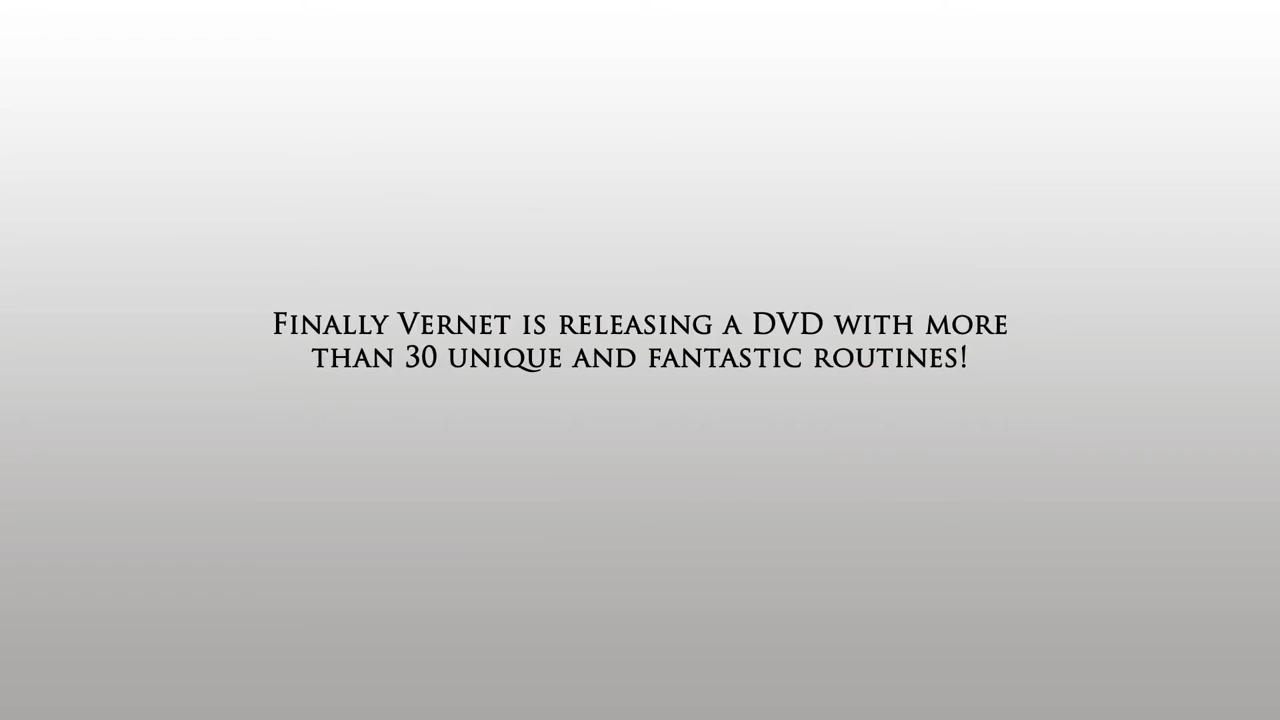 Finally Vernet is releasing a DVD with more
than 30 unique and fantastic routines!